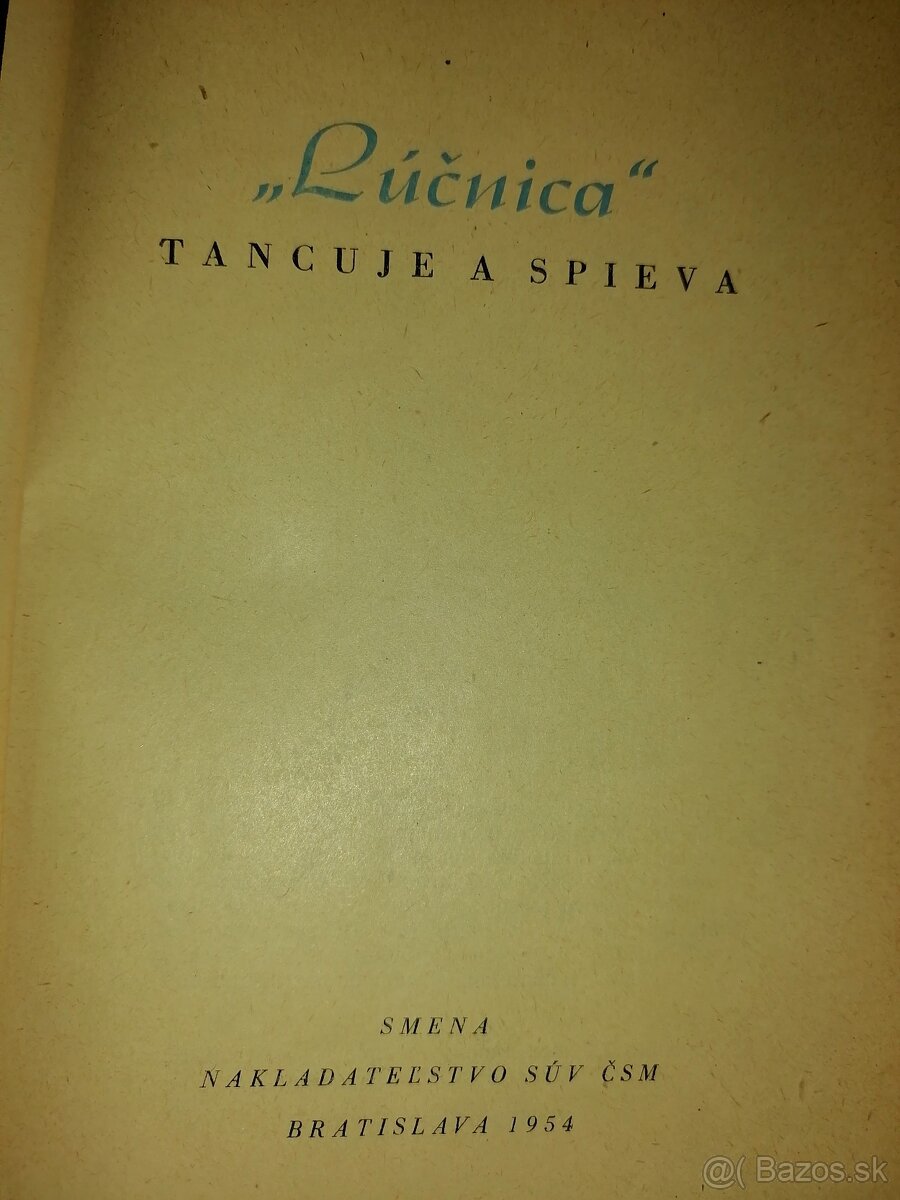 „Lúčnica“
TANCUJE A SPIEVA
SMENA
NAKLADATEĽSTVO SÚV ČSM
BRATISLAVA 1954
@( Bazos.sk